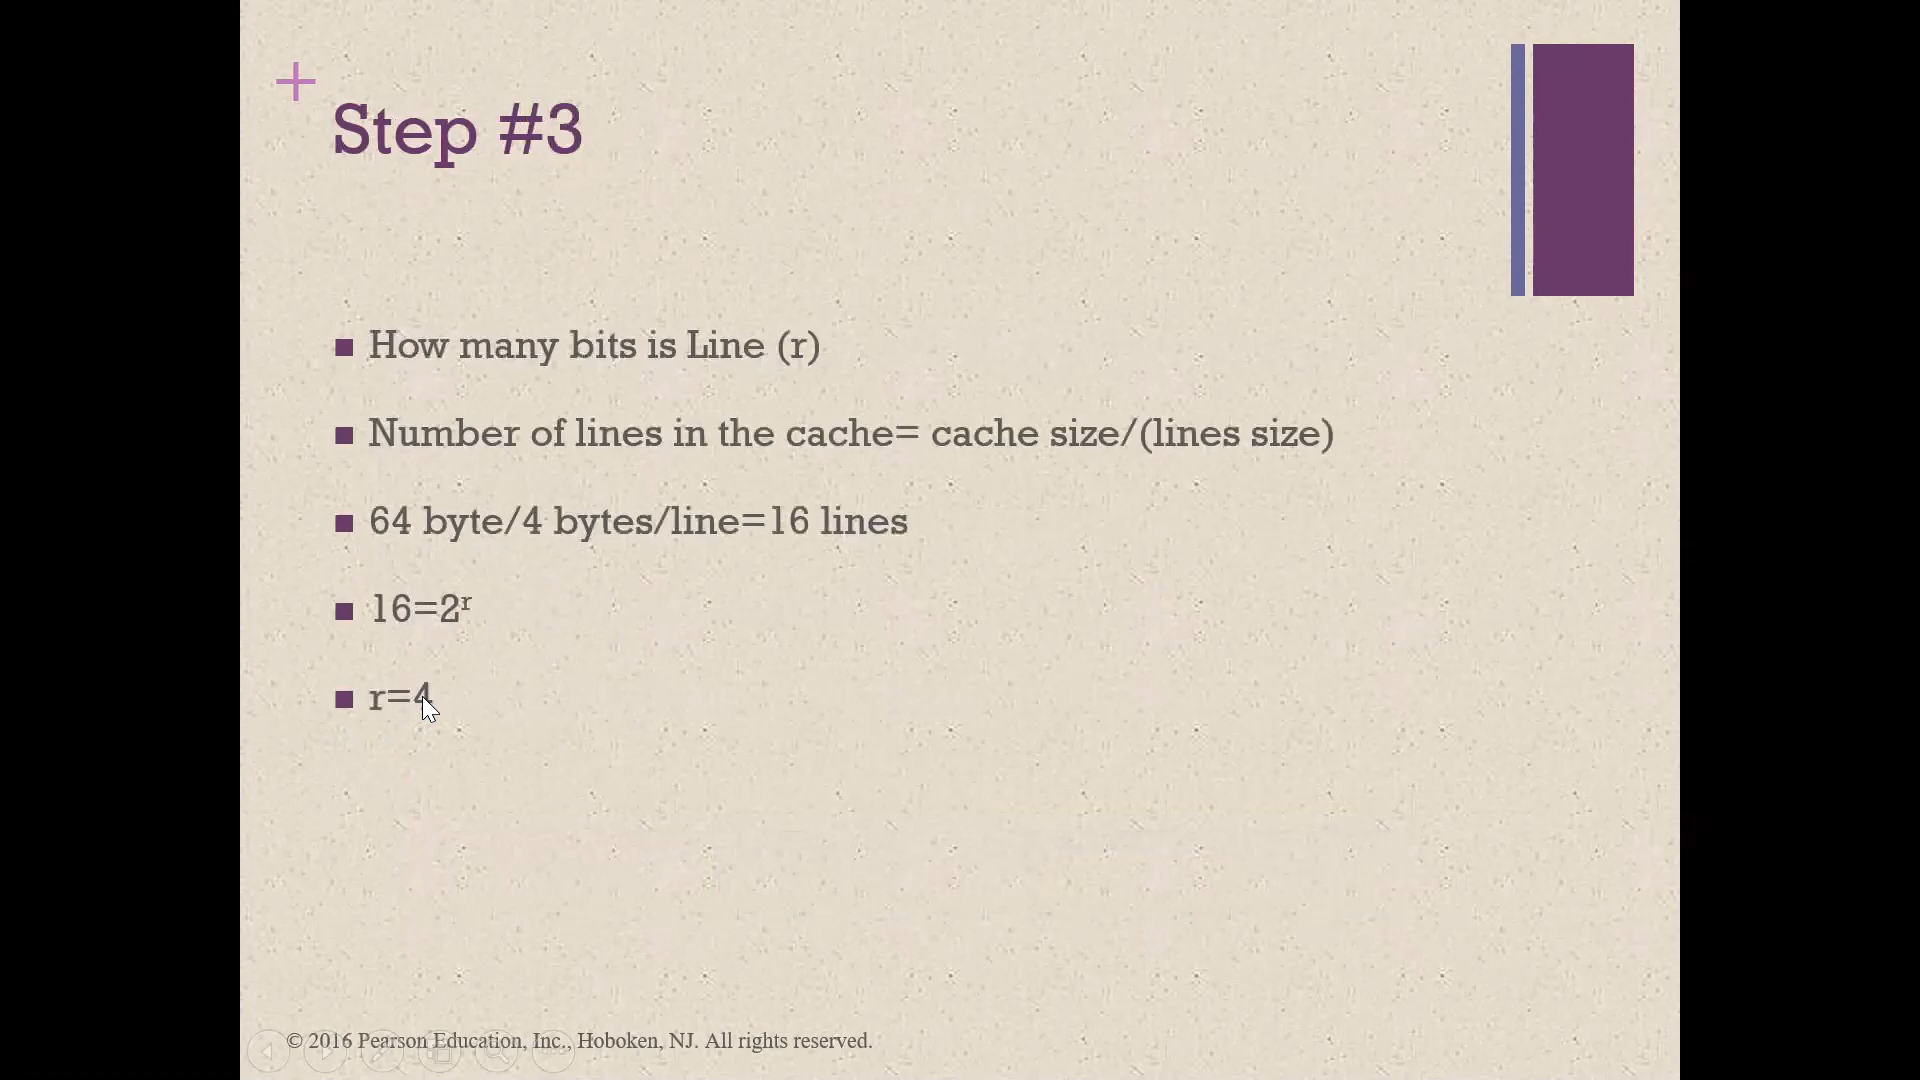 +
Step #3
■ How many bits is Line (r)
■ Number of lines in the cache= cache size/(lines size)
■ 64 byte/4 bytes/line=16 lines
■ 16=2ʳ
■ r=4
© 2016 Pearson Education, Inc., Hoboken, NJ. All rights reserved.